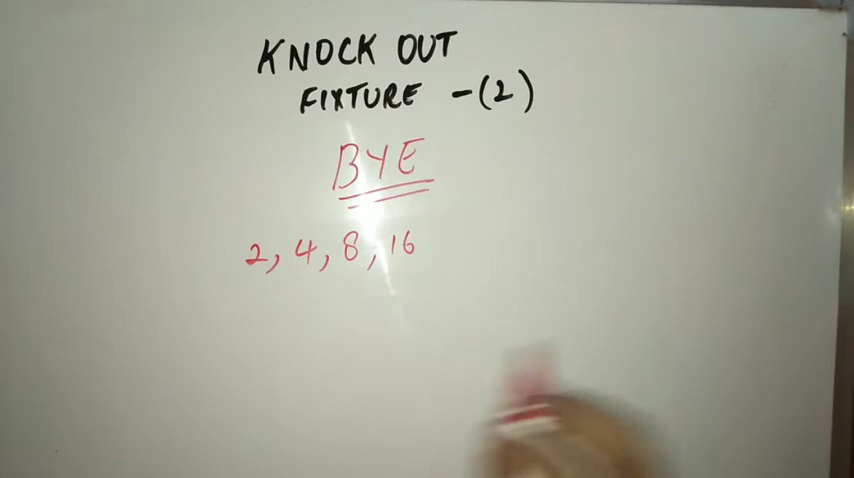 KNOCK OUT
FIXTURE -(2)
BYE
2, 4, 8, 16